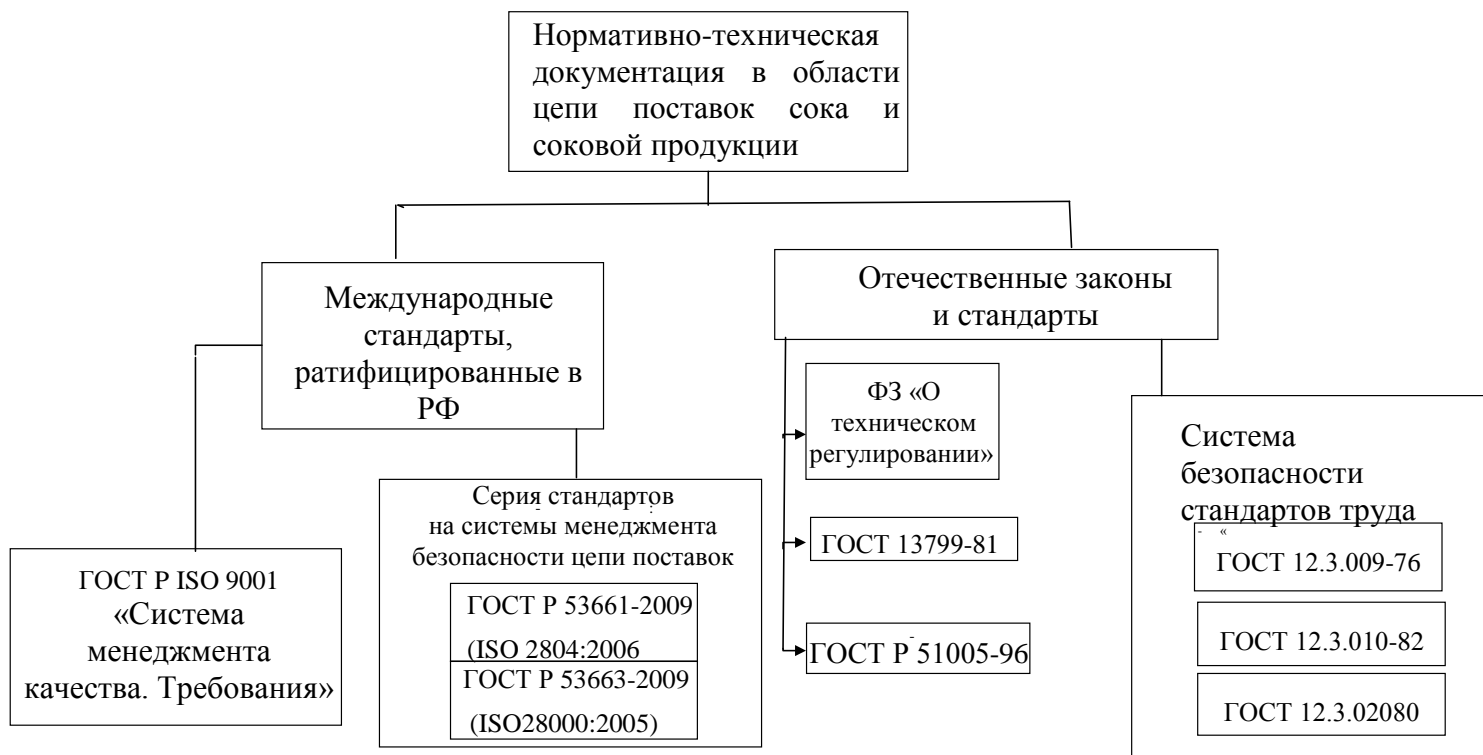 Нормативно-техническая
документация в области
цепи поставок сока и
соковой продукции
Международные
стандарты,
ратифицированные в
РФ
Отечественные законы
и стандарты
ГОСТ Р ISO 9001
«Система
менеджмента
качества. Требования»
Серия стандартов
на системы менеджмента
безопасности цепи поставок
ГОСТ Р 53661-2009
(ISO 2804:2006
ГОСТ Р 53663-2009
(ISO28000:2005)
ФЗ «О
техническом
регулировании»
ГОСТ 13799-81
ГОСТ Р 51005-96
Система
безопасности
стандартов труда
- «
ГОСТ 12.3.009-76
ГОСТ 12.3.010-82
ГОСТ 12.3.02080